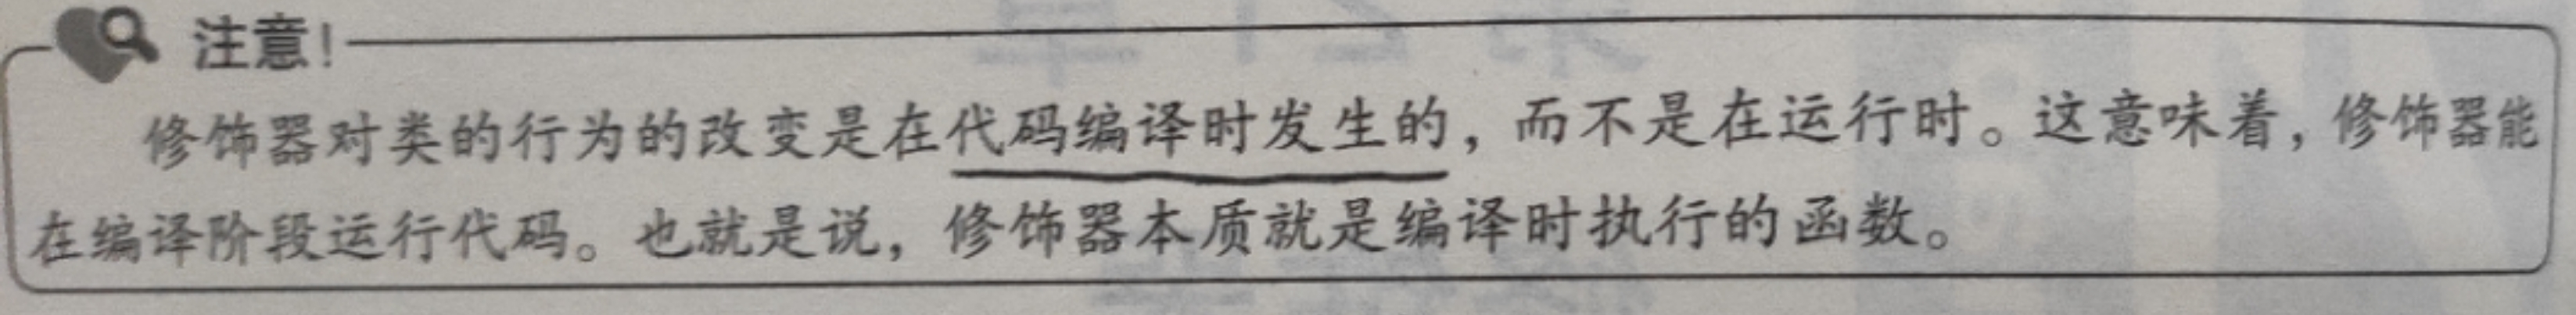 注意!
修饰器对类的行为的改变是在代码编译时发生的，而不是在运行时。这意味着，修饰器能
在编译阶段运行代码。也就是说，修饰器本质就是编译时执行的函数。